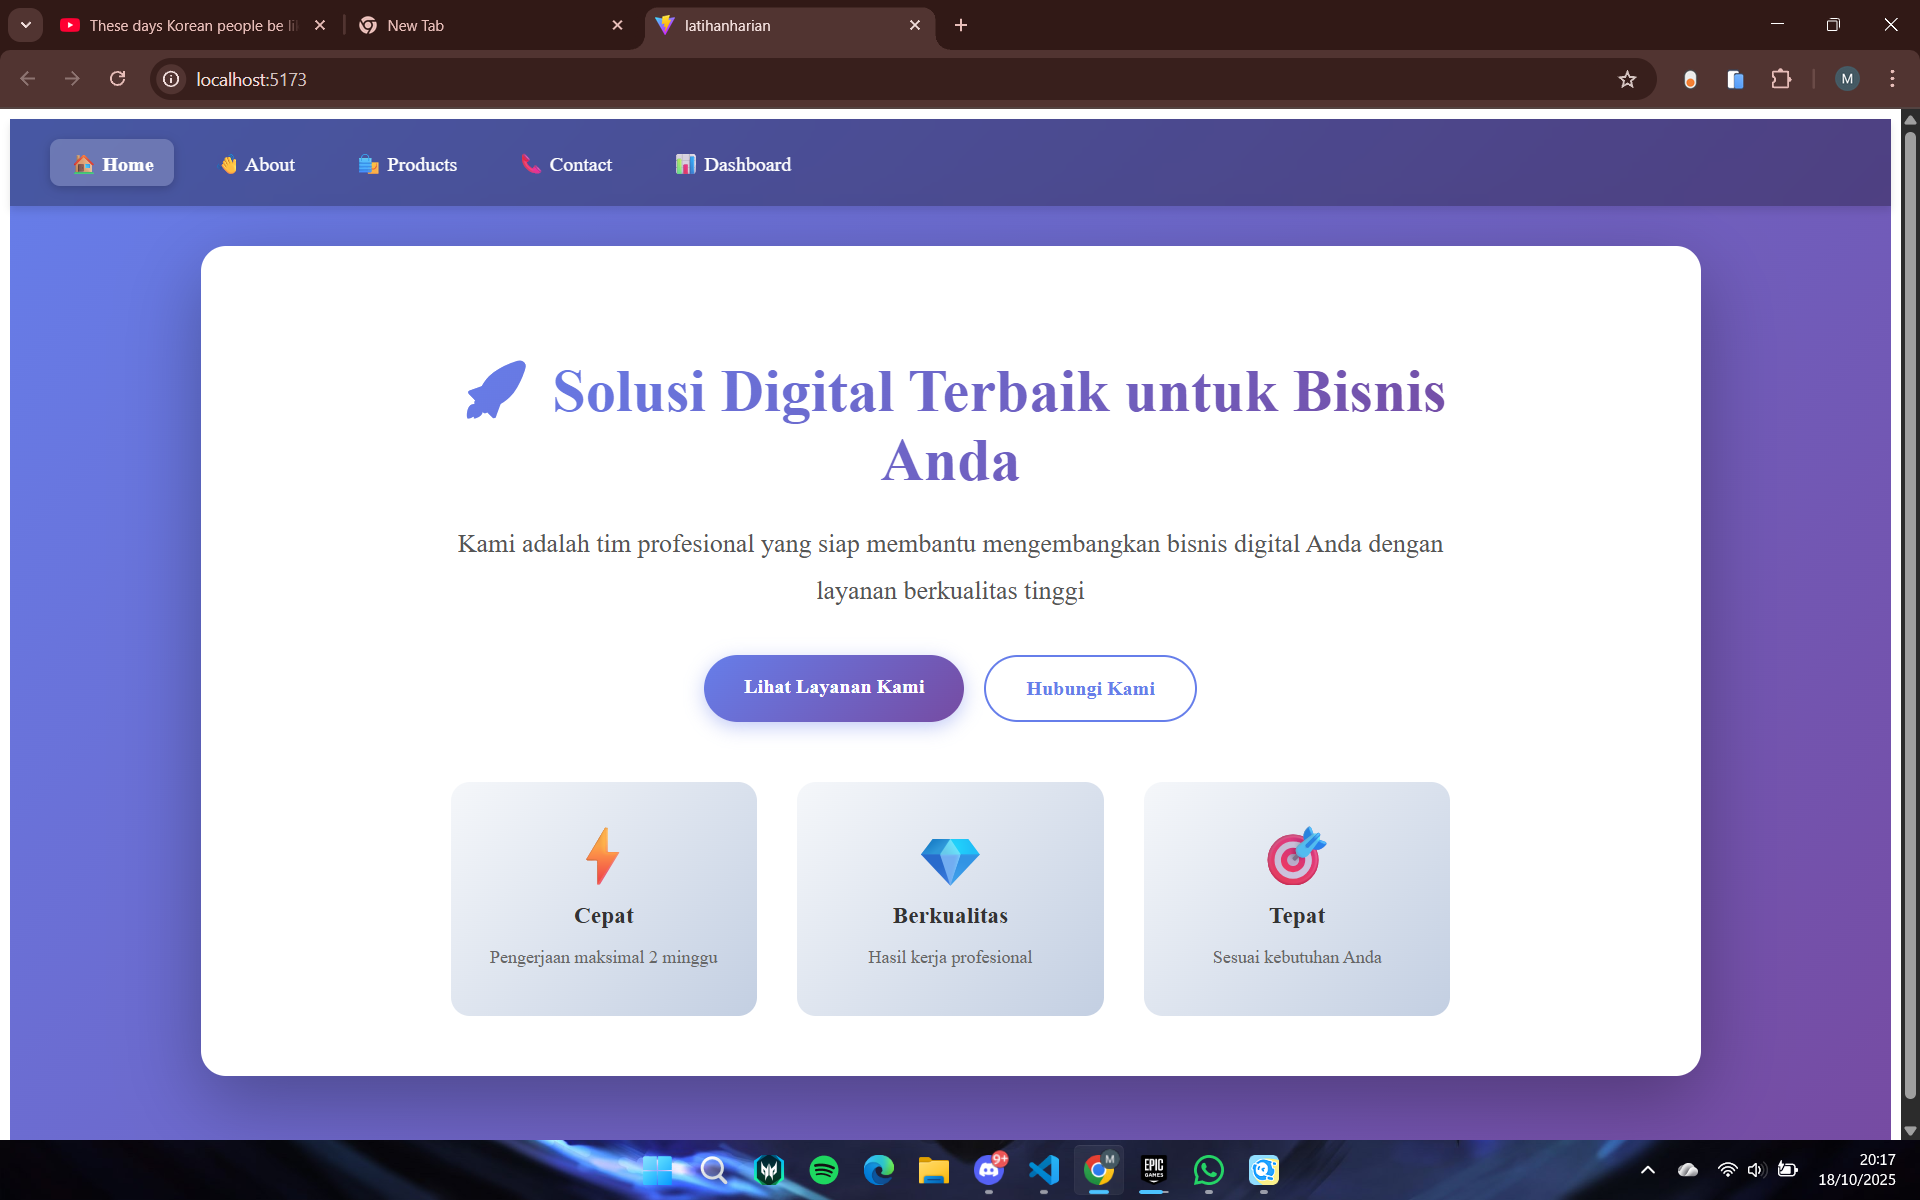 These days Korean people be li
New Tab
latihanharian
localhost:5173
M
Home
About
Products
Contact
Dashboard
Solusi Digital Terbaik untuk Bisnis
Anda
Kami adalah tim profesional yang siap membantu mengembangkan bisnis digital Anda dengan
layanan berkualitas tinggi
Lihat Layanan Kami
Hubungi Kami
Cepat
Pengerjaan maksimal 2 minggu
Berkualitas
Hasil kerja profesional
Tepat
Sesuai kebutuhan Anda
9+
M
EPIC
GAMES
20:17
18/10/2025